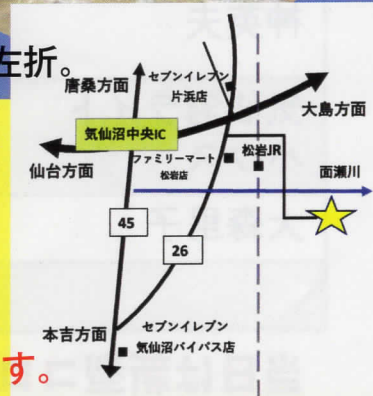 左折。
唐桑方面
セブンイレブン
片浜店
大島方面
気仙沼中央IC
仙台方面
ファミリーマート
松岩店
松岩JR
面瀬川
45
26
本吉方面
セブンイレブン
気仙沼バイパス店
す。